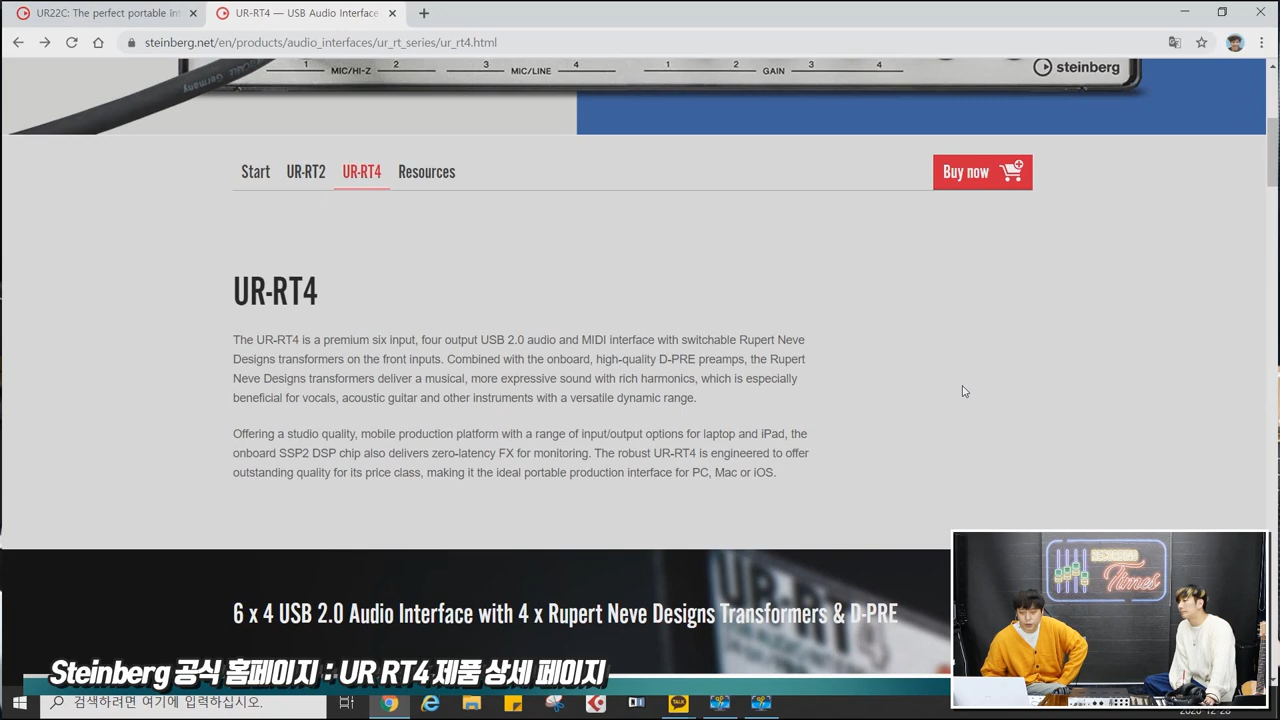 UR22C: The perfect portable int
UR-RT4 — USB Audio Interface
steinberg.net/en/products/audio_interfaces/ur_rt_series/ur_rt4.html
CABLE Germany
1 MIC/HI-Z 2 3 MIC/LINE 4 1 2 GAIN 3 4
steinberg
Start UR-RT2 UR-RT4 Resources
Buy now
UR-RT4
The UR-RT4 is a premium six input, four output USB 2.0 audio and MIDI interface with switchable Rupert Neve
Designs transformers on the front inputs. Combined with the onboard, high-quality D-PRE preamps, the Rupert
Neve Designs transformers deliver a musical, more expressive sound with rich harmonics, which is especially
beneficial for vocals, acoustic guitar and other instruments with a versatile dynamic range.
Offering a studio quality, mobile production platform with a range of input/output options for laptop and iPad, the
onboard SSP2 DSP chip also delivers zero-latency FX for monitoring. The robust UR-RT4 is engineered to offer
outstanding quality for its price class, making it the ideal portable production interface for PC, Mac or iOS.
6 x 4 USB 2.0 Audio Interface with 4 x Rupert Neve Designs Transformers & D-PRE
Times
Steinberg 공식 홈페이지 : UR RT4 제품 상세 페이지
검색하려면 여기에 입력하십시오.
TALK